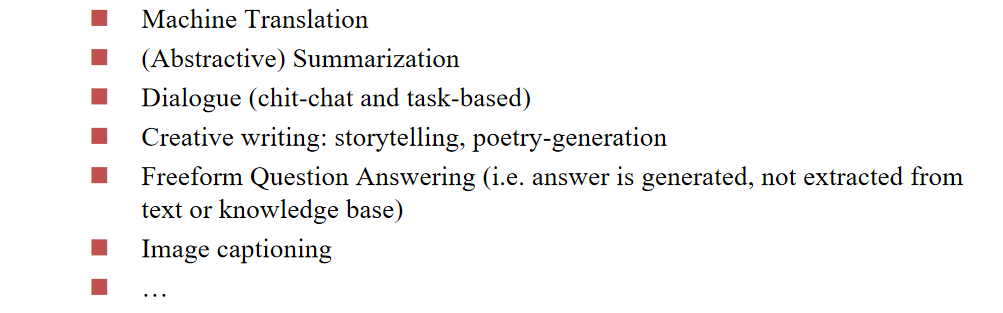 Machine Translation
(Abstractive) Summarization
Dialogue (chit-chat and task-based)
Creative writing: storytelling, poetry-generation
Freeform Question Answering (i.e. answer is generated, not extracted from
text or knowledge base)
Image captioning
…